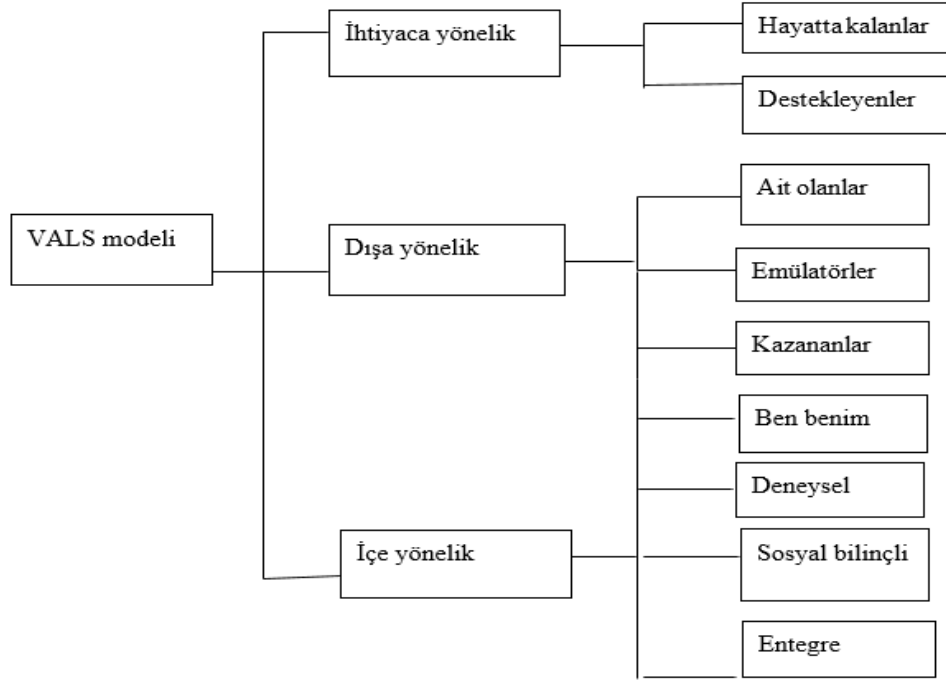 VALS modeli
İhtiyaca yönelik
Hayatta kalanlar
Destekleyenler
Dışa yönelik
Ait olanlar
Emülatörler
Kazananlar
Ben benim
Deneysel
İçe yönelik
Sosyal bilinçli
Entegre